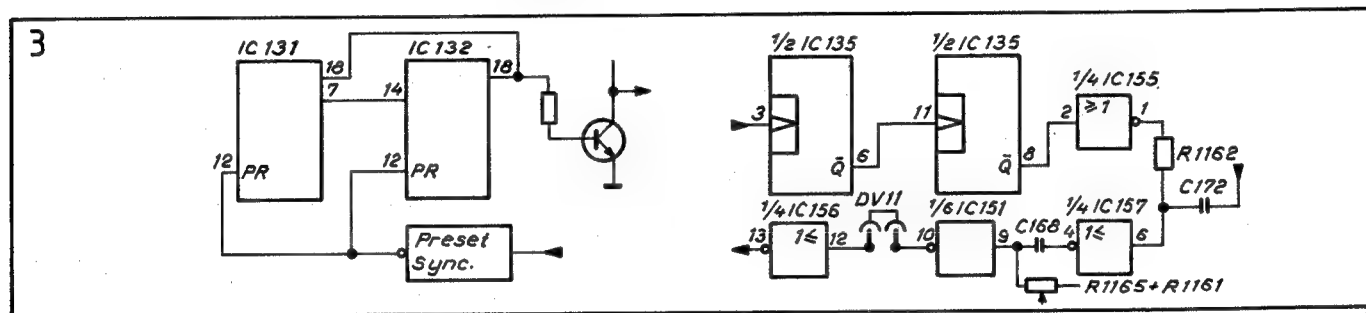 3
IC 131
IC 132
18
7
14
18
12
PR
12
PR
Preset
Sync.
1/2 IC 135
1/2 IC 135
1/4 IC 155
3
Q̄
6
11
Q̄
8
2
≥ 1
1
R1162
C172
1/4 IC 156
DV11
1/6 IC 151
C168
1/4 IC 157
13
1≤
12
10
9
4
1≤
6
R1165 + R1161